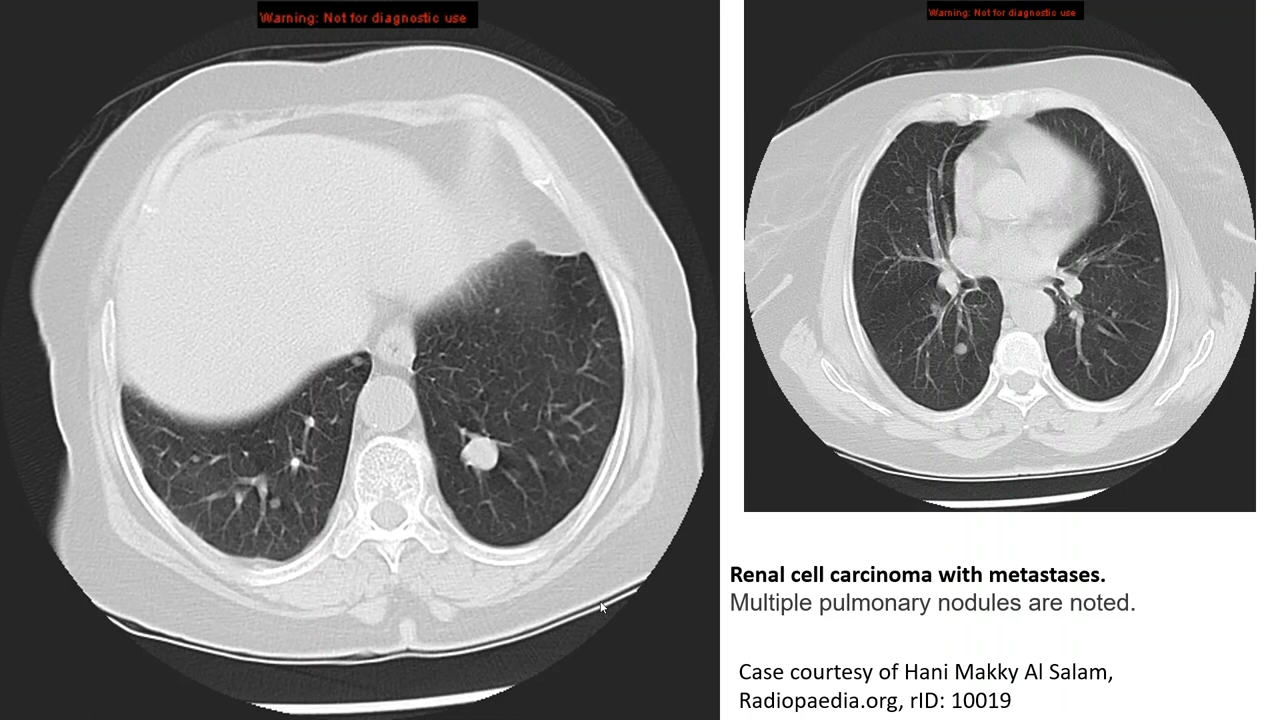 Warning: Not for diagnostic use
Warning: Not for diagnostic use
Renal cell carcinoma with metastases.
Multiple pulmonary nodules are noted.
Case courtesy of Hani Makky Al Salam,
Radiopaedia.org, rID: 10019